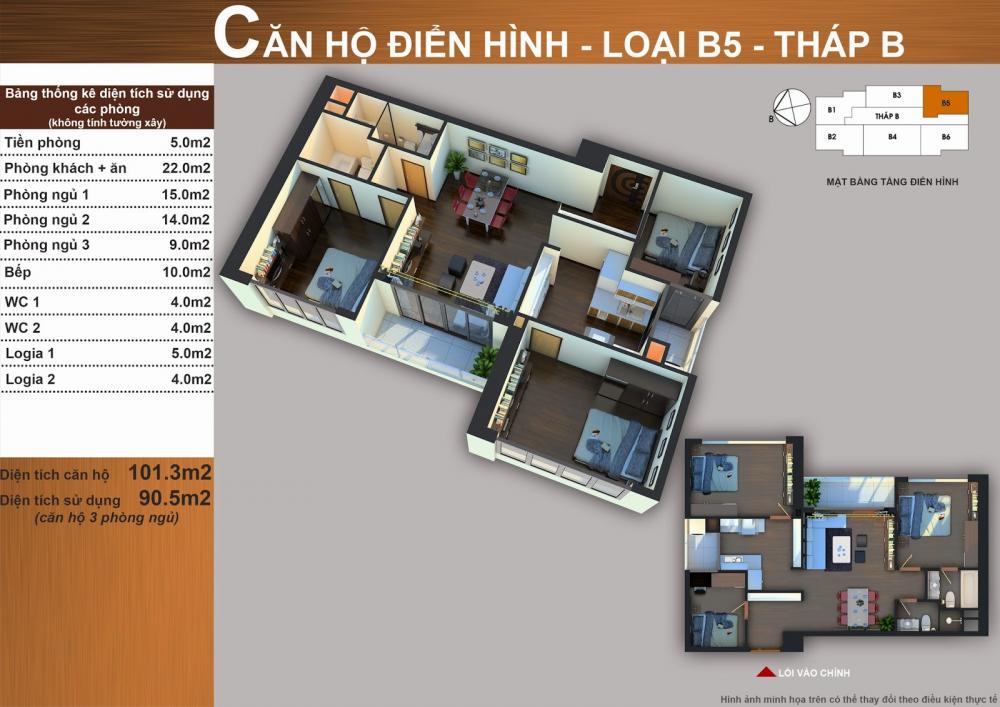 CĂN HỘ ĐIỂN HÌNH - LOẠI B5 - THÁP B
Bảng thống kê diện tích sử dụng
các phòng
(không tính tường xây)
Tiền phòng 5.0m2
Phòng khách + ăn 22.0m2
Phòng ngủ 1 15.0m2
Phòng ngủ 2 14.0m2
Phòng ngủ 3 9.0m2
Bếp 10.0m2
WC 1 4.0m2
WC 2 4.0m2
Logia 1 5.0m2
Logia 2 4.0m2
Diện tích căn hộ 101.3m2
Diện tích sử dụng 90.5m2
(căn hộ 3 phòng ngủ)
B
B1
B3
B5
THÁP B
B2
B4
B6
MẶT BẰNG TẦNG ĐIỂN HÌNH
LỐI VÀO CHÍNH
Hình ảnh minh họa trên có thể thay đổi theo điều kiện thực tế